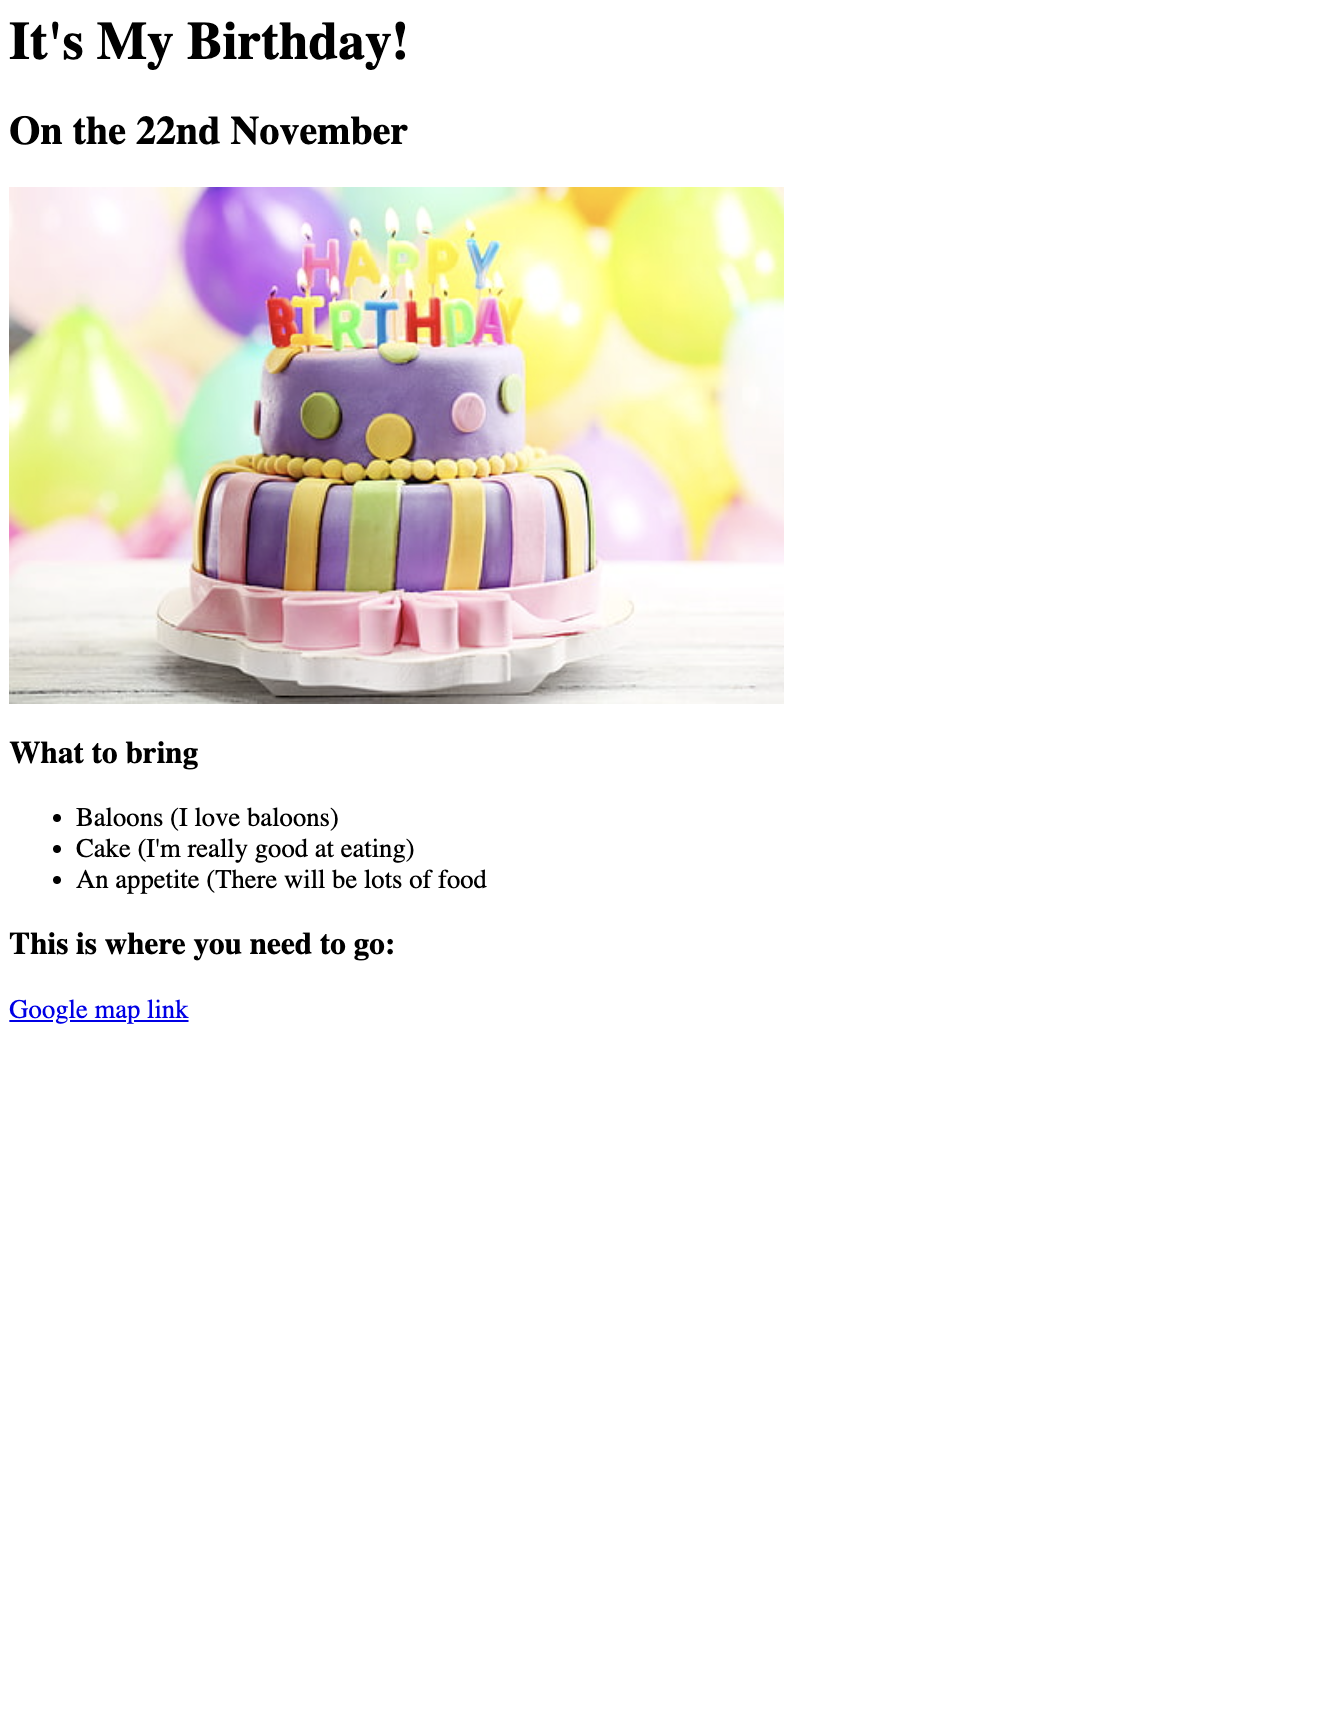 It's My Birthday!
On the 22nd November
HAPPY
BIRTHDAY
What to bring
Baloons (I love baloons)
Cake (I'm really good at eating)
An appetite (There will be lots of food
This is where you need to go:
Google map link